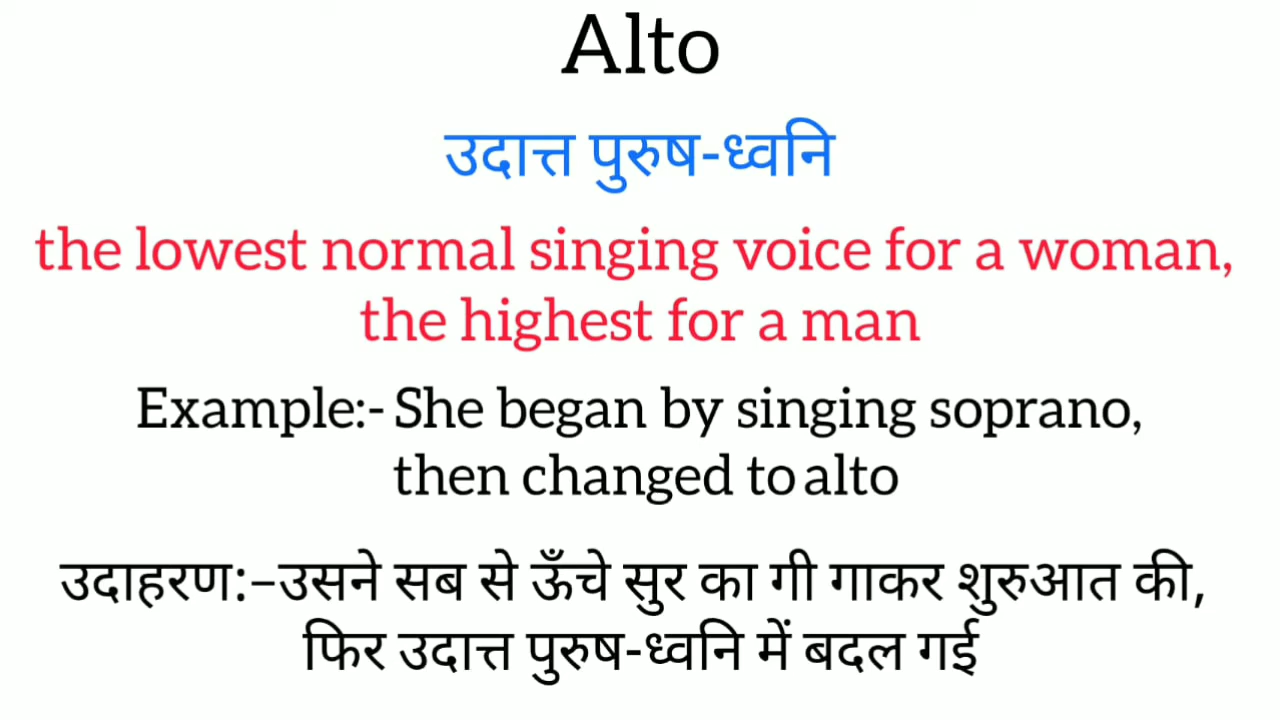 Alto
उदात्त पुरुष-ध्वनि
the lowest normal singing voice for a woman,
the highest for a man
Example:- She began by singing soprano,
then changed to alto
उदाहरण:–उसने सब से ऊँचे सुर का गी गाकर शुरुआत की,
फिर उदात्त पुरुष-ध्वनि में बदल गई